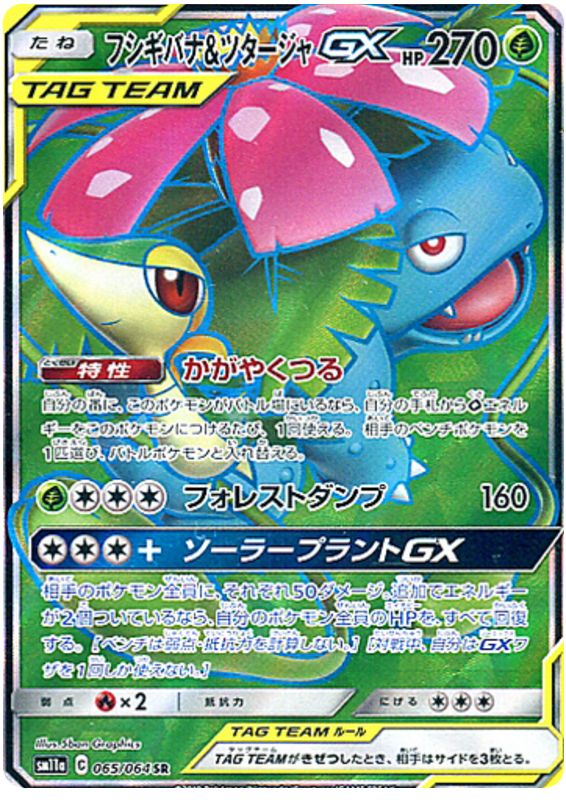 たね
フシギバナ&ツタージャGX HP270
TAG TEAM
とくせい
特性 かがやくつる
自分の番に、このポケモンがバトル場にいるなら、自分の手札からエネル
ギーをこのポケモンにつけるたび、1回使える。相手のベンチポケモンを
1匹選び、バトルポケモンと入れ替える。
フォレストダンプ 160
+ ソーラープラントGX
相手のポケモン全員に、それぞれ50ダメージ。追加でエネルギー
が2個ついているなら、自分のポケモン全員のHPを、すべて回復
する。[ベンチは弱点・抵抗力を計算しない。] [対戦中、自分はGXワ
ザを1回しか使えない。]
弱点 ×2 抵抗力 にげる
Illus. 5ban Graphics
sm11a C 065/064 SR
TAG TEAM ルール
タッグチーム
TAG TEAMがきぜつしたとき、相手はサイドを3枚とる。